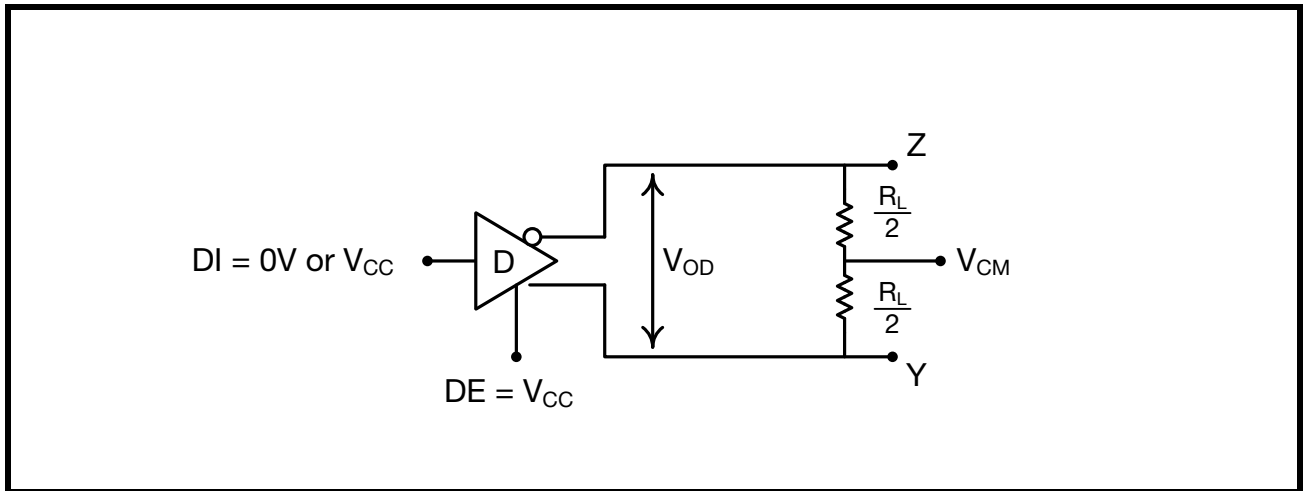 Z
R_L
2
DI = 0V or V_CC
D
V_OD
V_CM
R_L
2
DE = V_CC
Y